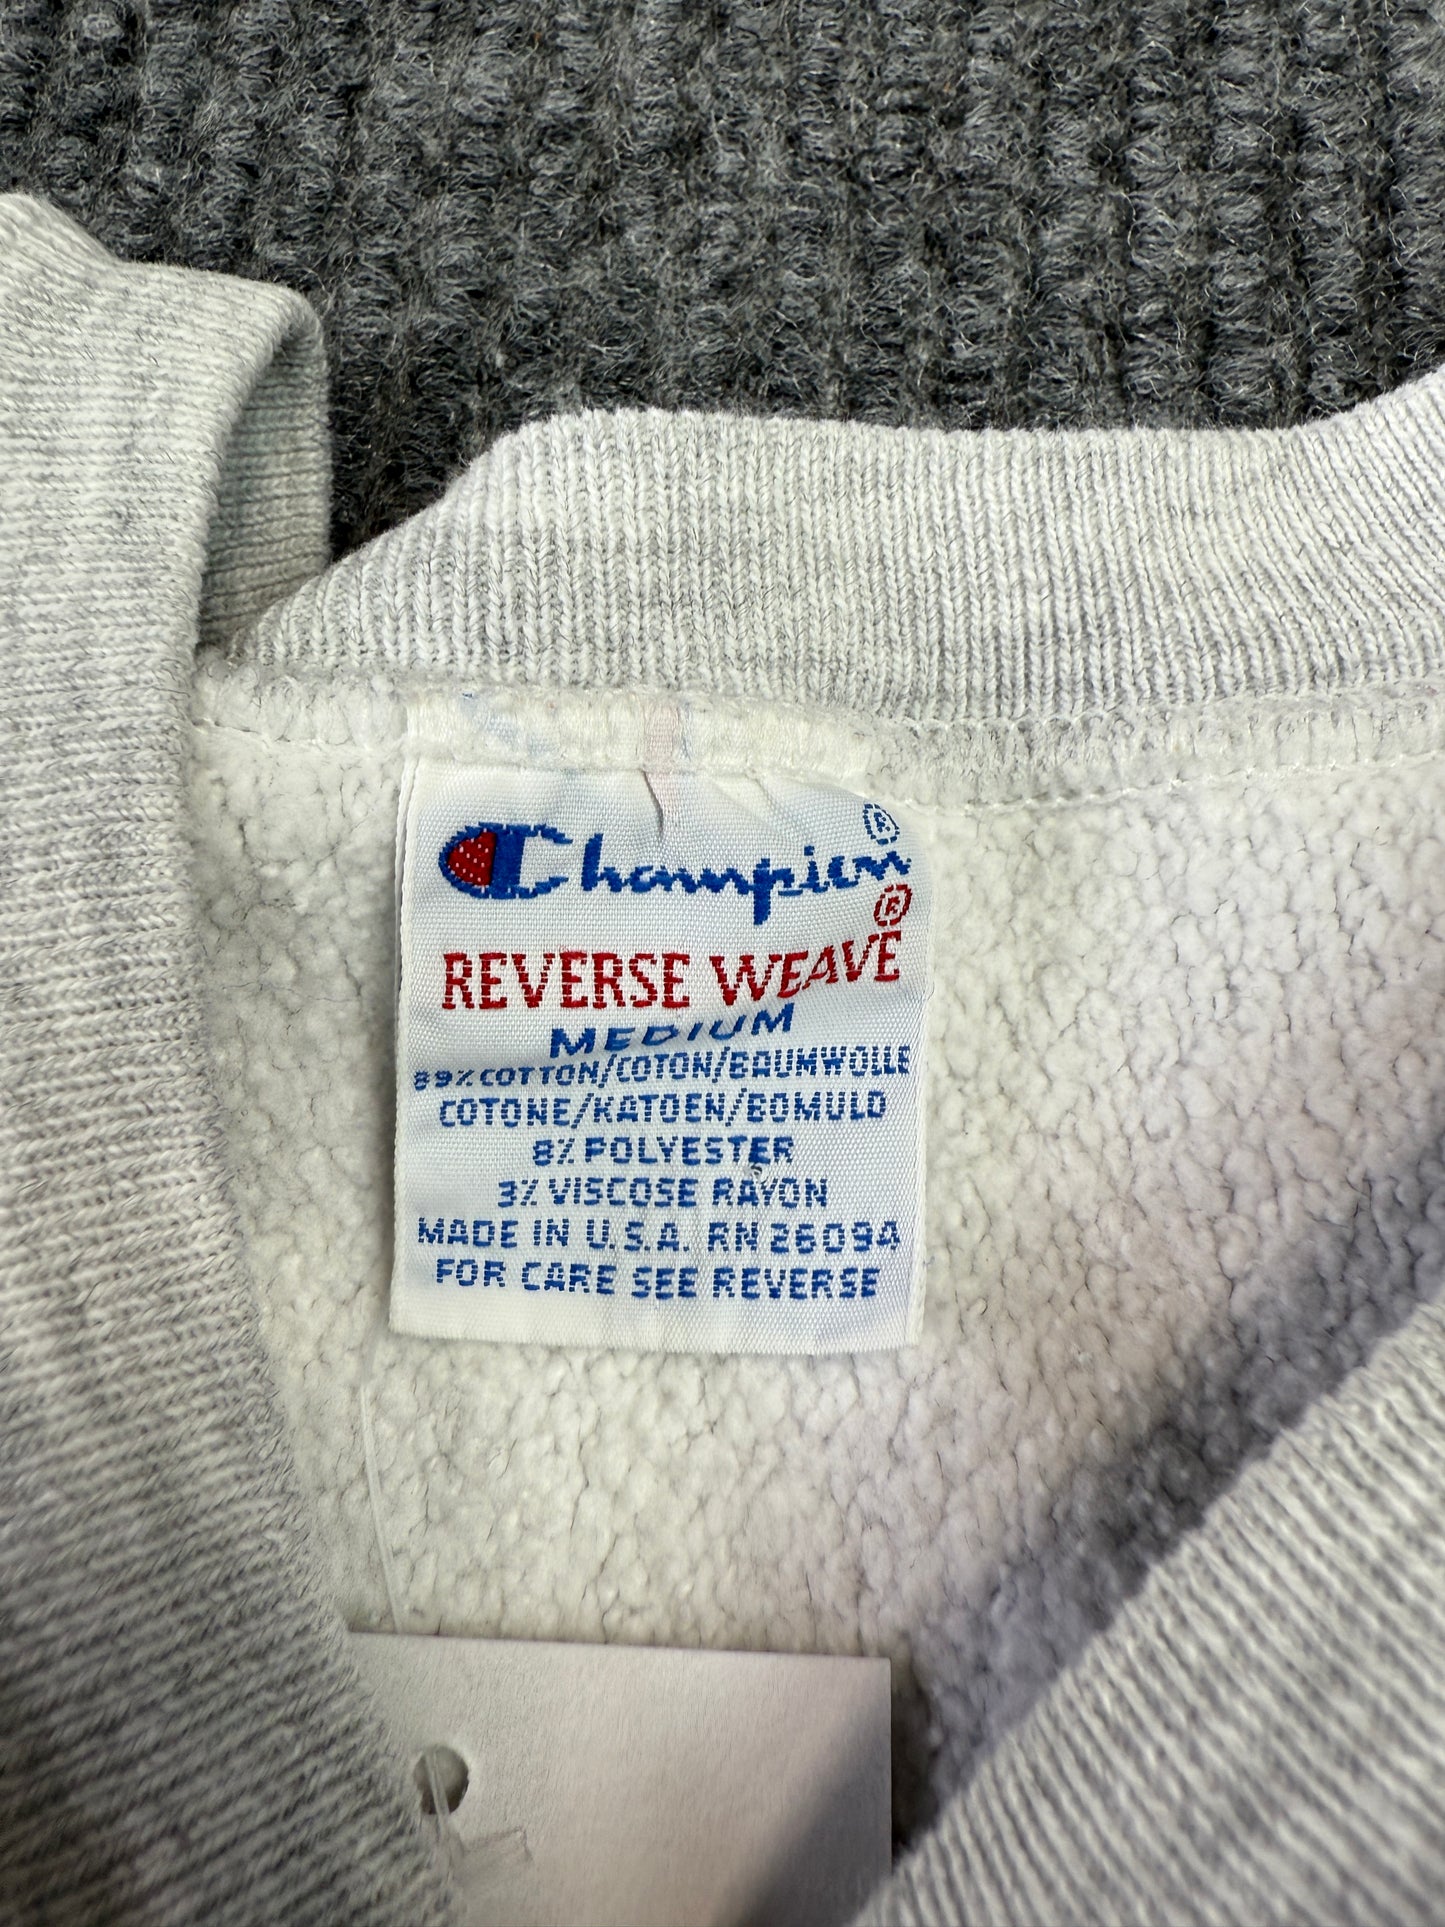 Champion®
REVERSE WEAVE®
MEDIUM
89% COTTON/COTON/BAUMWOLLE
COTONE/KATOEN/BOMULD
8% POLYESTER
3% VISCOSE RAYON
MADE IN U.S.A. RN 26094
FOR CARE SEE REVERSE